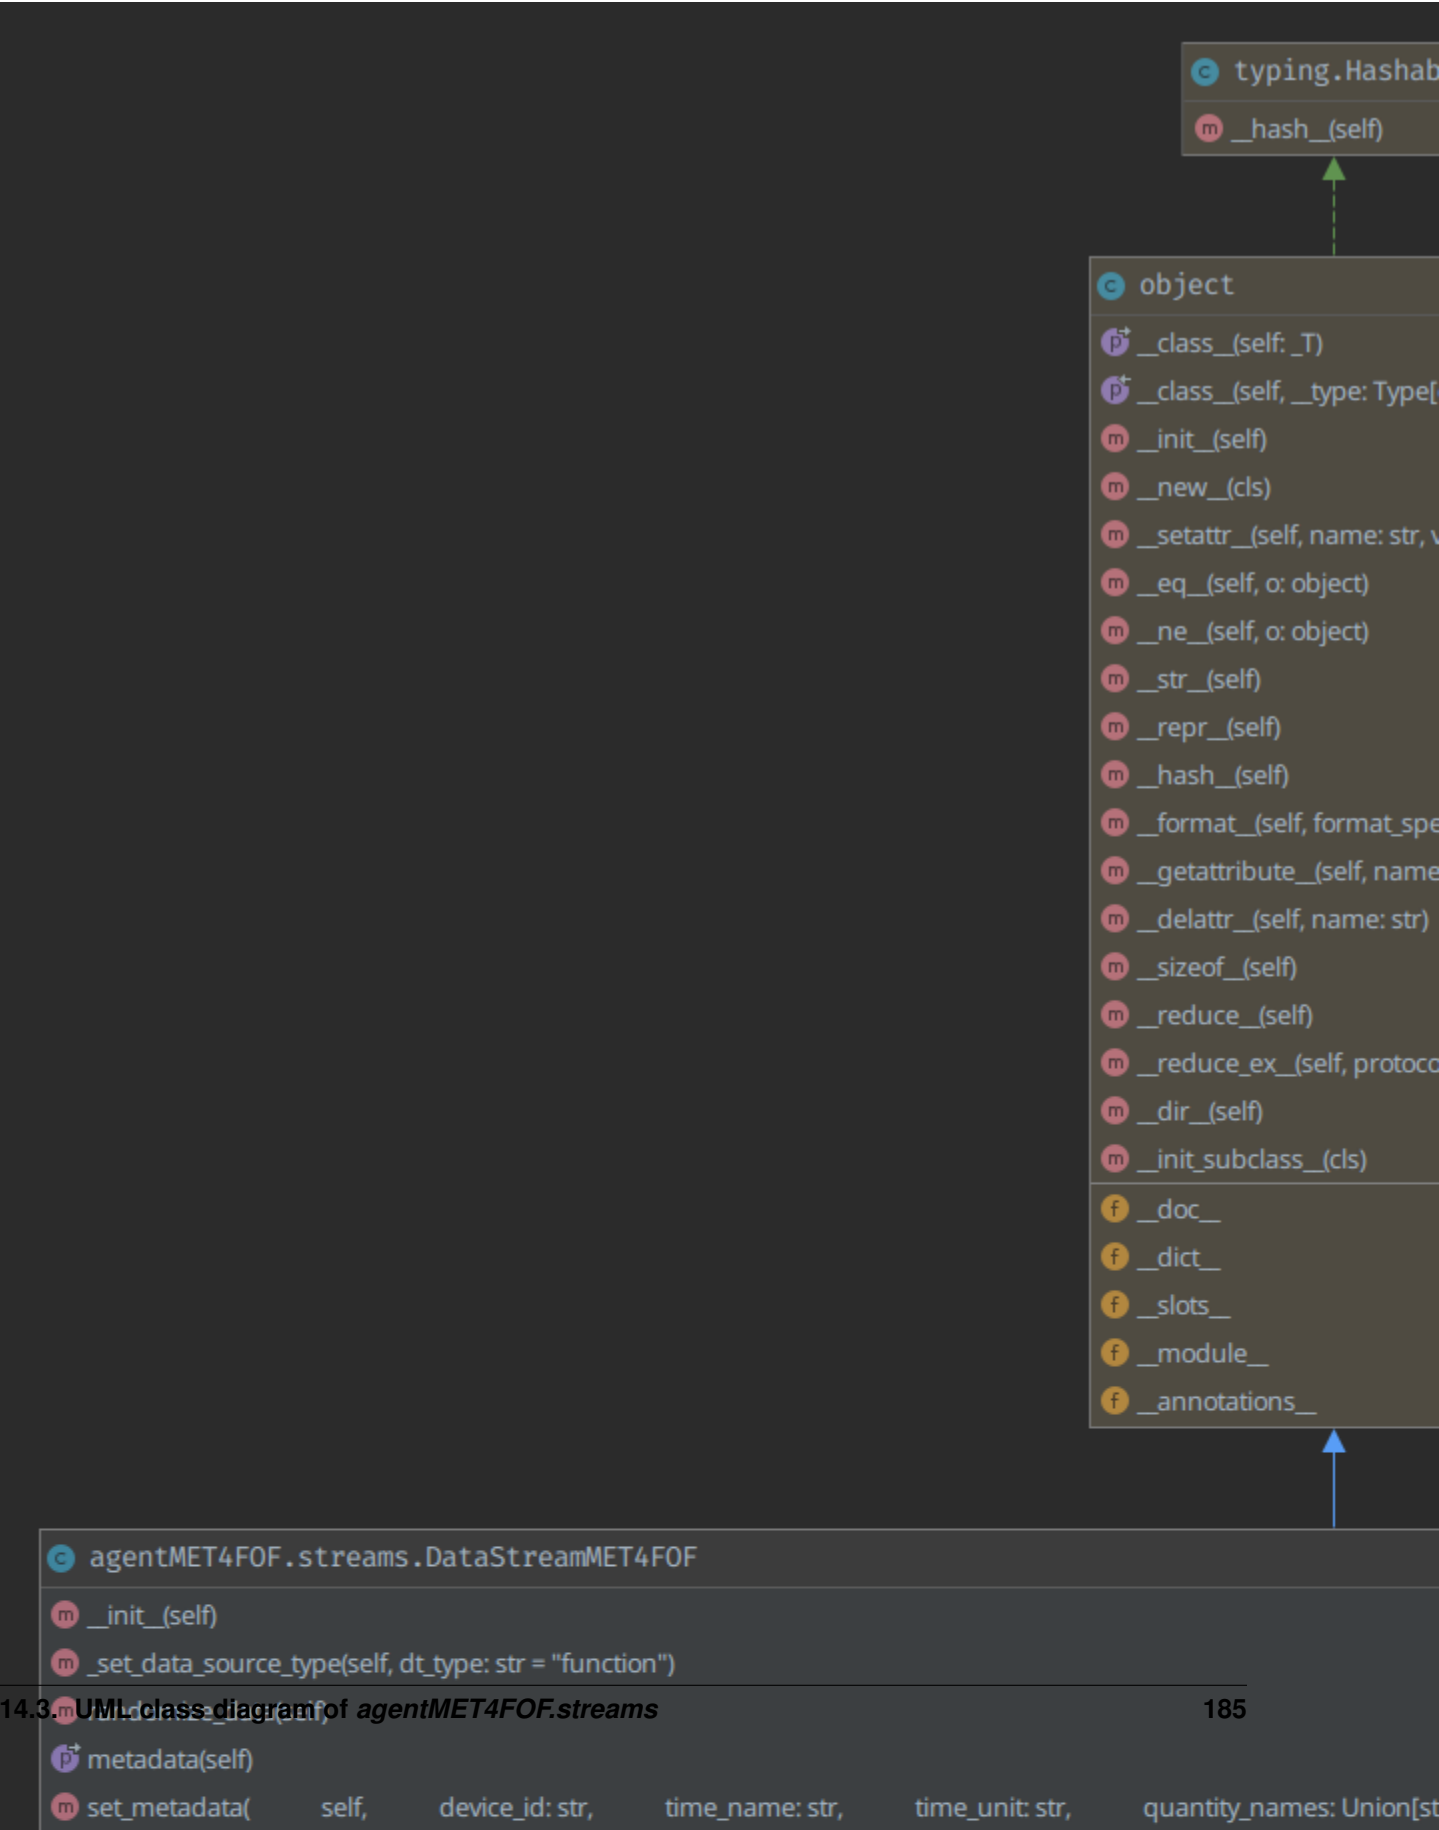 C typing.Hashab
m __hash__(self)
C object
p __class__(self: _T)
p __class__(self, __type: Type[
m __init__(self)
m __new__(cls)
m __setattr__(self, name: str, v
m __eq__(self, o: object)
m __ne__(self, o: object)
m __str__(self)
m __repr__(self)
m __hash__(self)
m __format__(self, format_spe
m __getattribute__(self, name
m __delattr__(self, name: str)
m __sizeof__(self)
m __reduce__(self)
m __reduce_ex__(self, protoco
m __dir__(self)
m __init_subclass__(cls)
f __doc__
f __dict__
f __slots__
f __module__
f __annotations__
C agentMET4FOF.streams.DataStreamMET4FOF
m __init__(self)
m _set_data_source_type(self, dt_type: str = "function")
m randomize_data(self)
14.3. UML class diagram of agentMET4FOF.streams 185
p metadata(self)
m set_metadata( self, device_id: str, time_name: str, time_unit: str, quantity_names: Union[st